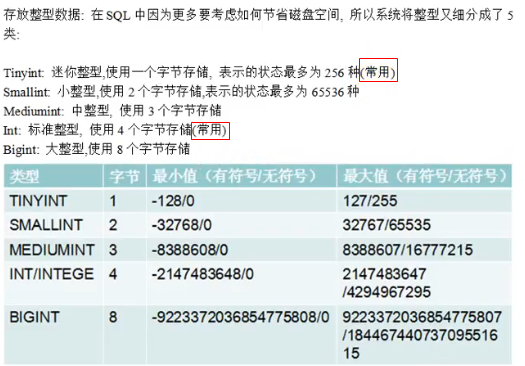 存放整型数据: 在 SQL 中因为更多要考虑如何节省磁盘空间, 所以系统将整型又细分成了 5
类:
Tinyint: 迷你整型,使用一个字节存储, 表示的状态最多为 256 种(常用)
Smallint: 小整型,使用 2 个字节存储,表示的状态最多为 65536 种
Mediumint: 中整型, 使用 3 个字节存储
Int: 标准整型, 使用 4 个字节存储(常用)
Bigint: 大整型,使用 8 个字节存储
类型 字节 最小值（有符号/无符号） 最大值（有符号/无符号）
TINYINT 1 -128/0 127/255
SMALLINT 2 -32768/0 32767/65535
MEDIUMINT 3 -8388608/0 8388607/16777215
INT/INTEGE 4 -2147483648/0 2147483647
/4294967295
BIGINT 8 -9223372036854775808/0 9223372036854775807
/184467440737095516
15